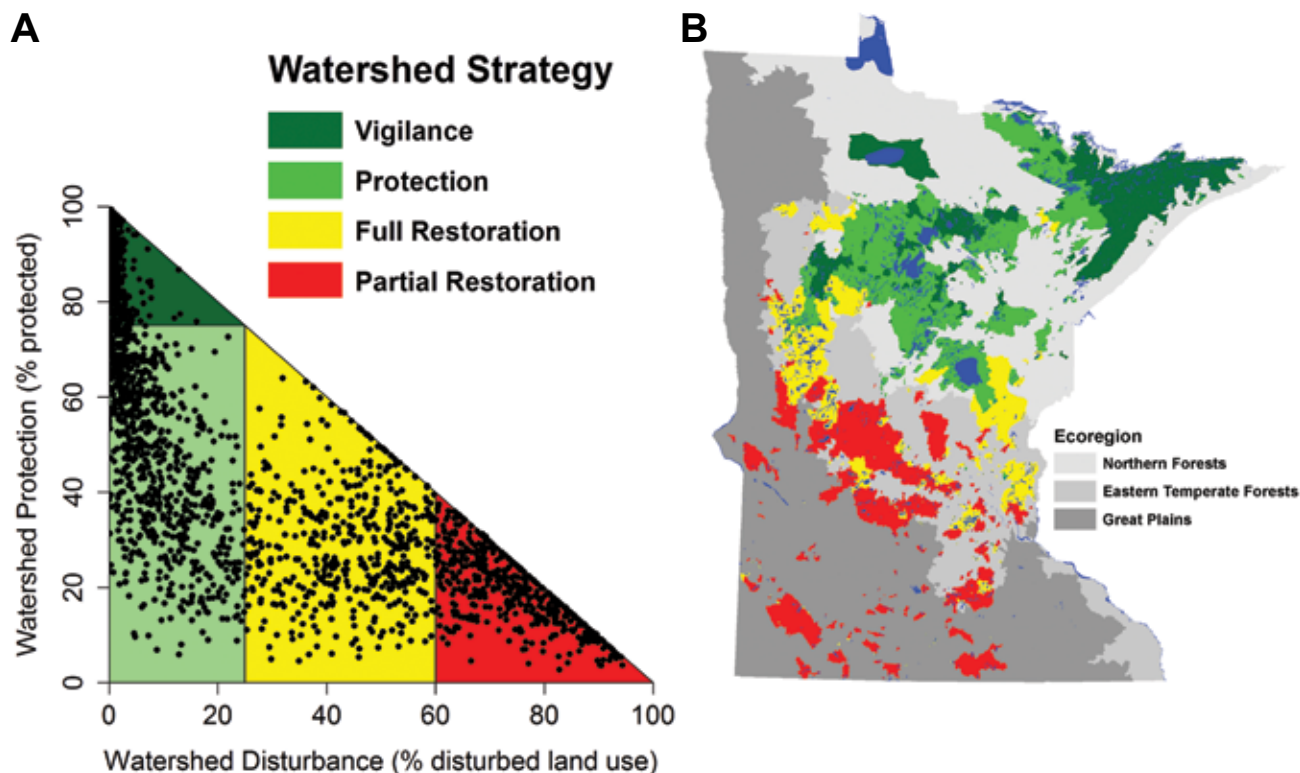 A
Watershed Strategy
Vigilance
Protection
Full Restoration
Partial Restoration
Watershed Protection (% protected)
100
80
60
40
20
0
0 20 40 60 80 100
Watershed Disturbance (% disturbed land use)
B
Ecoregion
Northern Forests
Eastern Temperate Forests
Great Plains